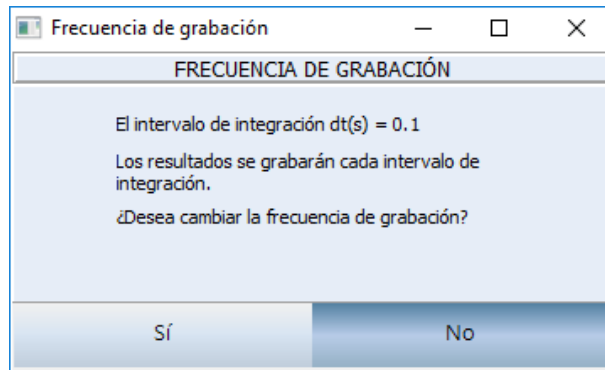 Frecuencia de grabación
FRECUENCIA DE GRABACIÓN
El intervalo de integración dt(s) = 0.1
Los resultados se grabarán cada intervalo de
integración.
¿Desea cambiar la frecuencia de grabación?
Sí
No